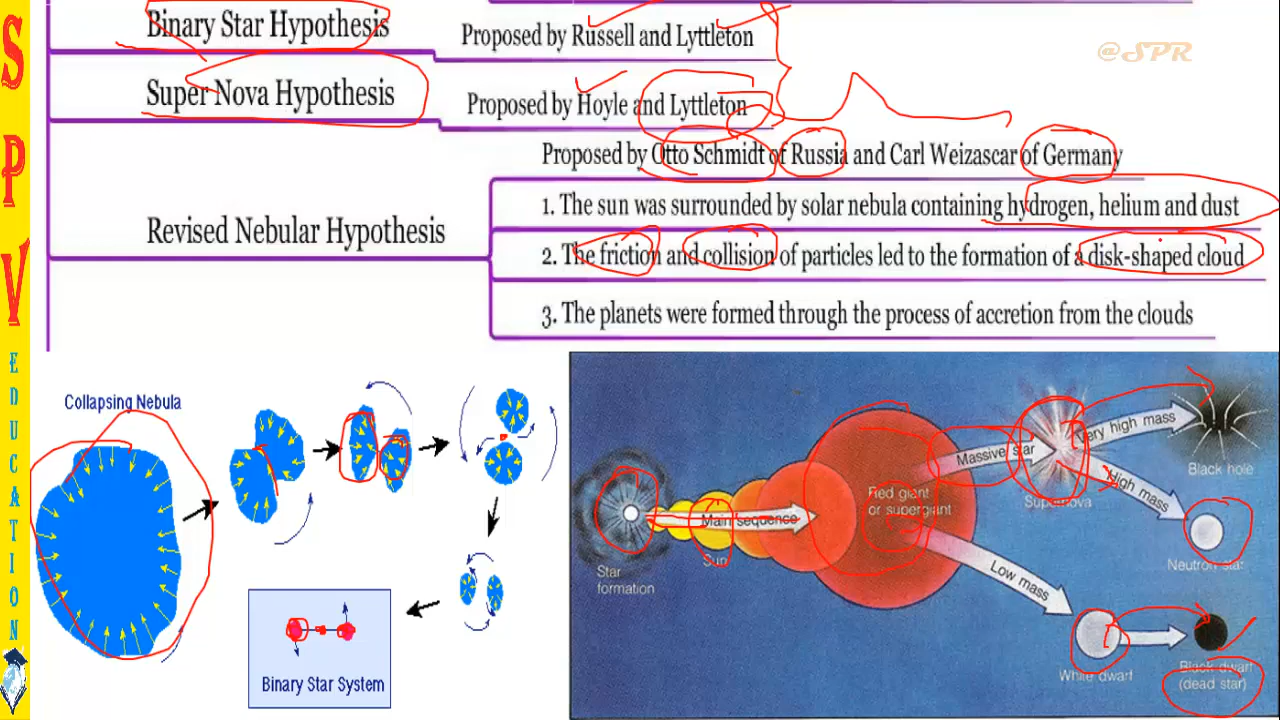 SPV
EDUCATION
@SPR
Binary Star Hypothesis
Proposed by Russell and Lyttleton
Super Nova Hypothesis
Proposed by Hoyle and Lyttleton
Proposed by Otto Schmidt of Russia and Carl Weizascar of Germany
Revised Nebular Hypothesis
1. The sun was surrounded by solar nebula containing hydrogen, helium and dust
2. The friction and collision of particles led to the formation of a disk-shaped cloud
3. The planets were formed through the process of accretion from the clouds
Collapsing Nebula
Binary Star System
Star
formation
Main sequence
Sun
Red giant
or supergiant
Massive star
Supernova
Very high mass
Black hole
High mass
Neutron star
Low mass
White dwarf
Black dwarf
(dead star)